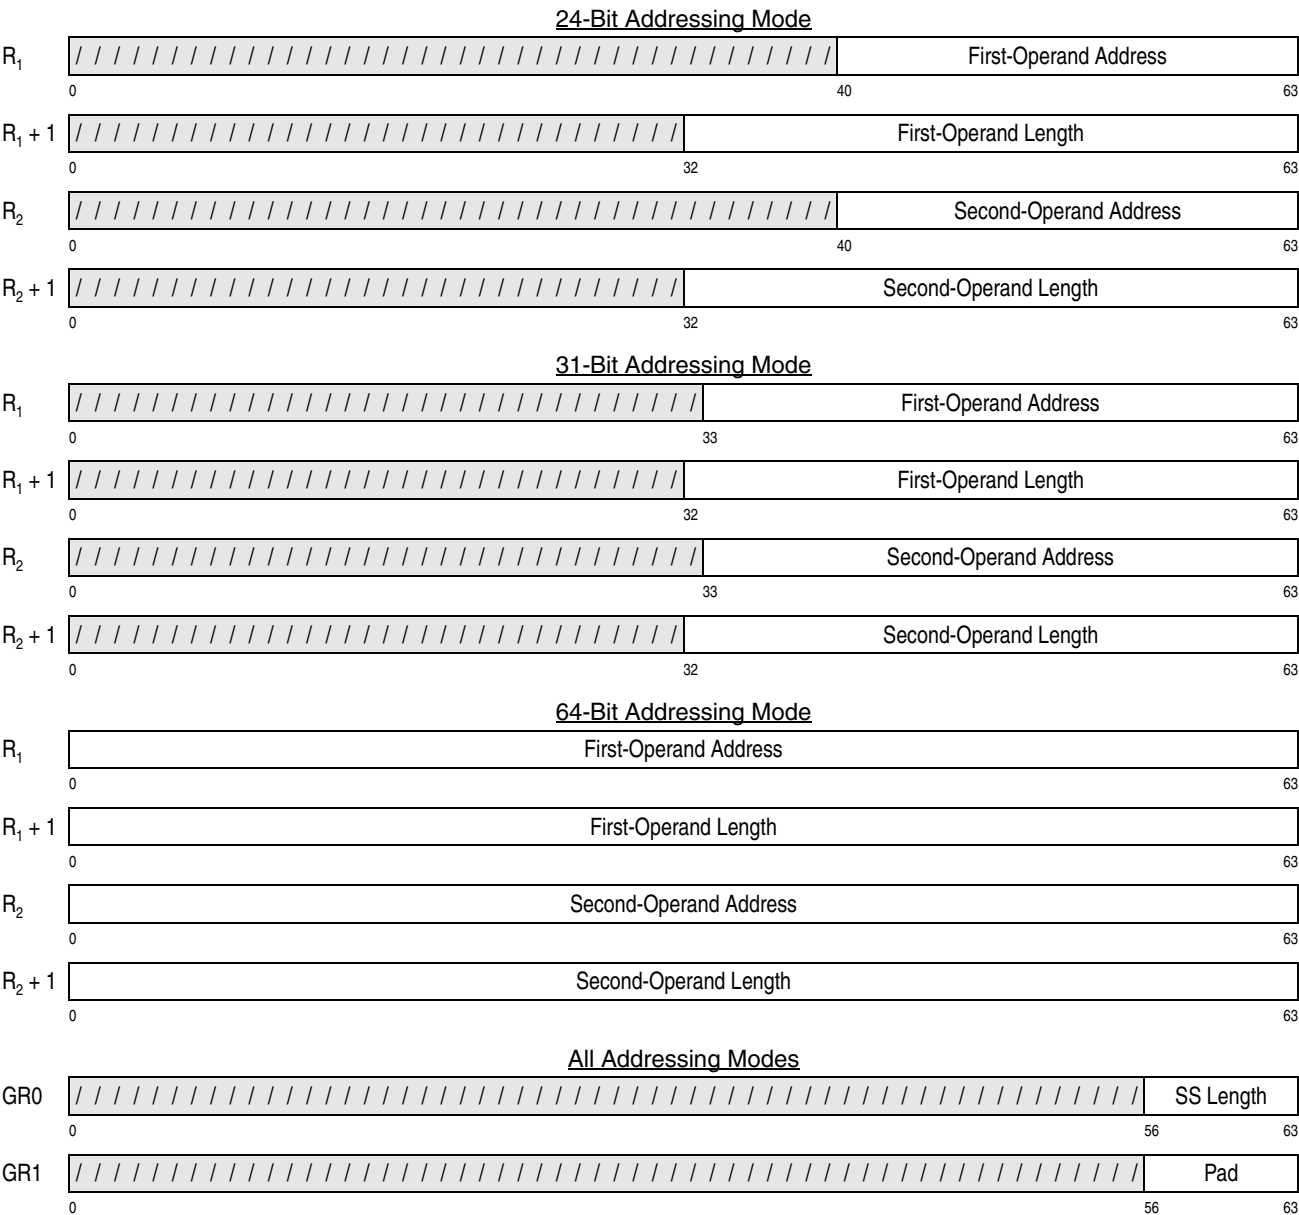 24-Bit Addressing Mode
R1 / / / / / / / / / / / / / / / / / / / / / / / / / / / / / / / / / / / / / / / / First-Operand Address
0 40 63
R1 + 1 / / / / / / / / / / / / / / / / / / / / / / / / / / / / / / / / First-Operand Length
0 32 63
R2 / / / / / / / / / / / / / / / / / / / / / / / / / / / / / / / / / / / / / / / / Second-Operand Address
0 40 63
R2 + 1 / / / / / / / / / / / / / / / / / / / / / / / / / / / / / / / / Second-Operand Length
0 32 63
31-Bit Addressing Mode
R1 / / / / / / / / / / / / / / / / / / / / / / / / / / / / / / / / / First-Operand Address
0 33 63
R1 + 1 / / / / / / / / / / / / / / / / / / / / / / / / / / / / / / / / First-Operand Length
0 32 63
R2 / / / / / / / / / / / / / / / / / / / / / / / / / / / / / / / / / Second-Operand Address
0 33 63
R2 + 1 / / / / / / / / / / / / / / / / / / / / / / / / / / / / / / / / Second-Operand Length
0 32 63
64-Bit Addressing Mode
R1 First-Operand Address
0 63
R1 + 1 First-Operand Length
0 63
R2 Second-Operand Address
0 63
R2 + 1 Second-Operand Length
0 63
All Addressing Modes
GR0 / / / / / / / / / / / / / / / / / / / / / / / / / / / / / / / / / / / / / / / / / / / / / / / / / / / / / / / / SS Length
0 56 63
GR1 / / / / / / / / / / / / / / / / / / / / / / / / / / / / / / / / / / / / / / / / / / / / / / / / / / / / / / / / Pad
0 56 63